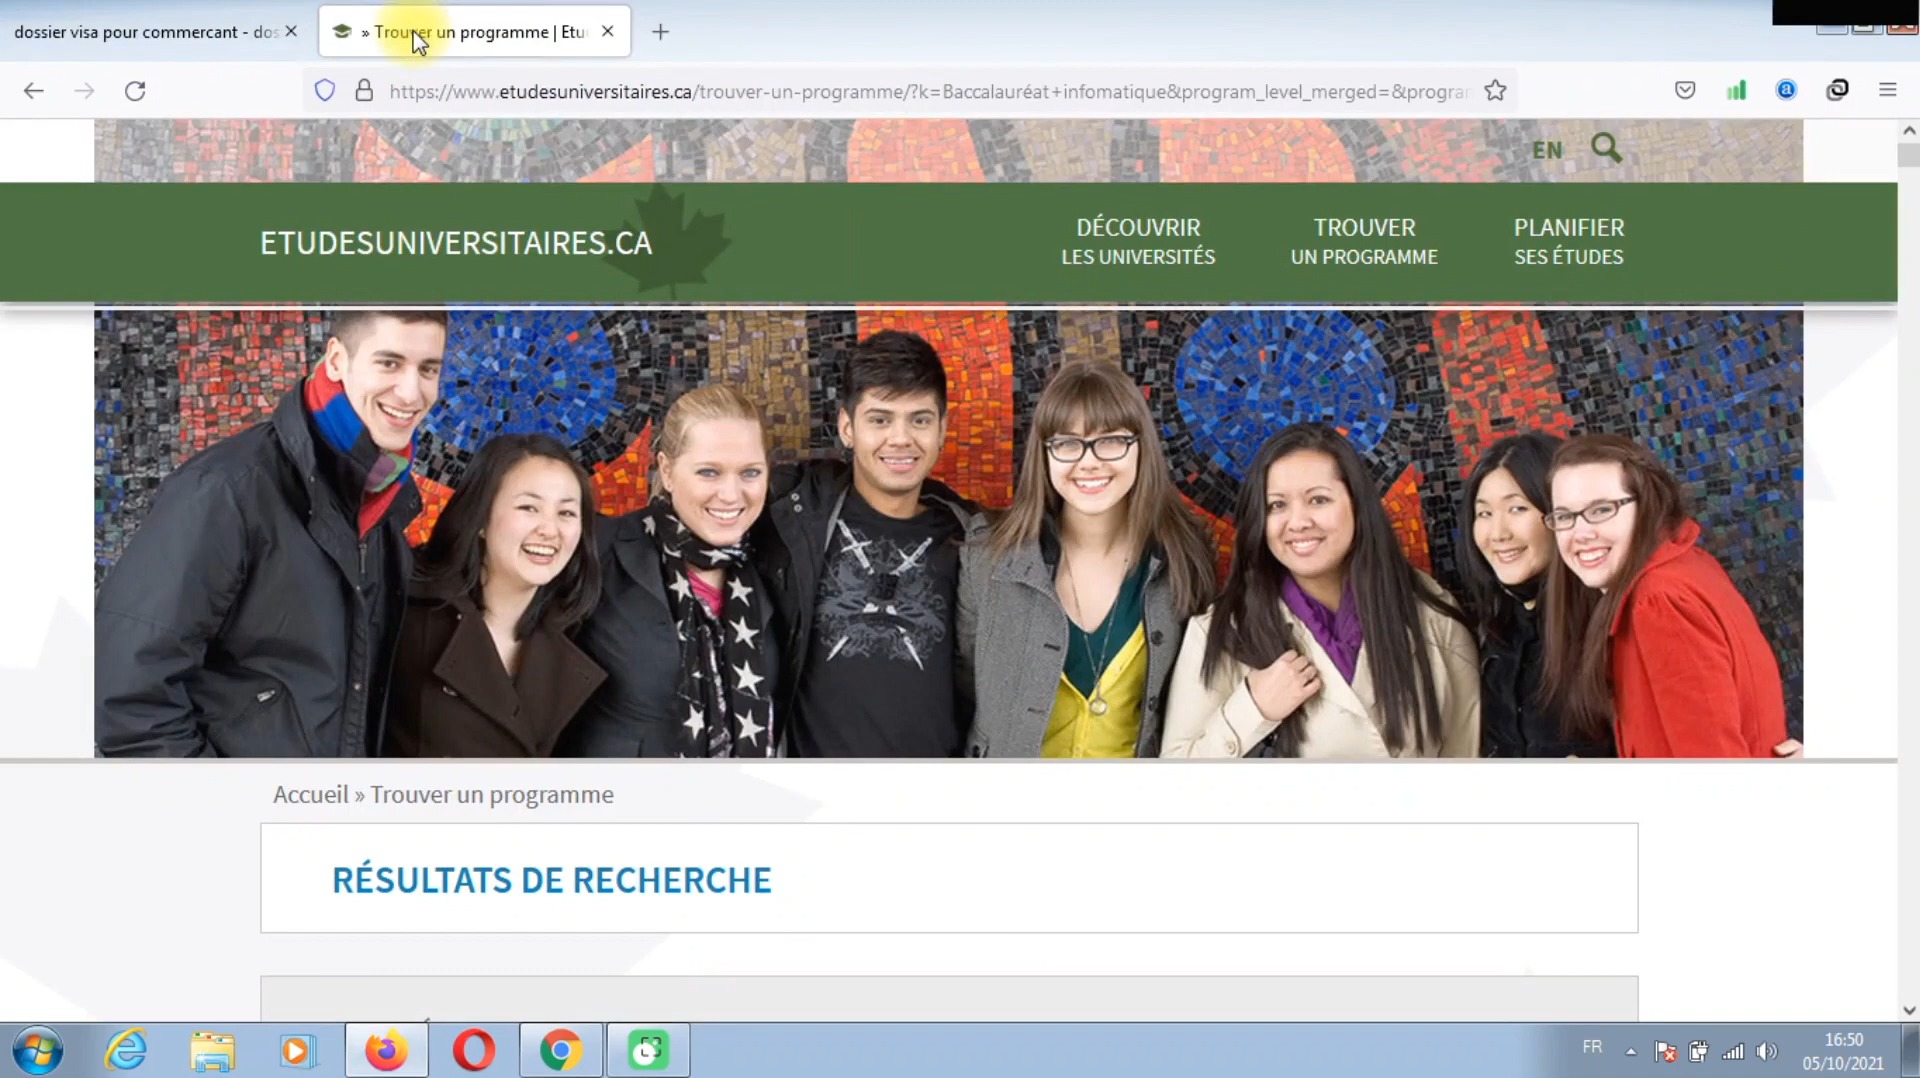 dossier visa pour commercant - dos
» Trouver un programme | Etu
https://www.etudesuniversitaires.ca/trouver-un-programme/?k=Baccalauréat+infomatique&program_level_merged=&progran
EN
ETUDESUNIVERSITAIRES.CA
DÉCOUVRIR
LES UNIVERSITÉS
TROUVER
UN PROGRAMME
PLANIFIER
SES ÉTUDES
Accueil » Trouver un programme
RÉSULTATS DE RECHERCHE
FR
16:50
05/10/2021